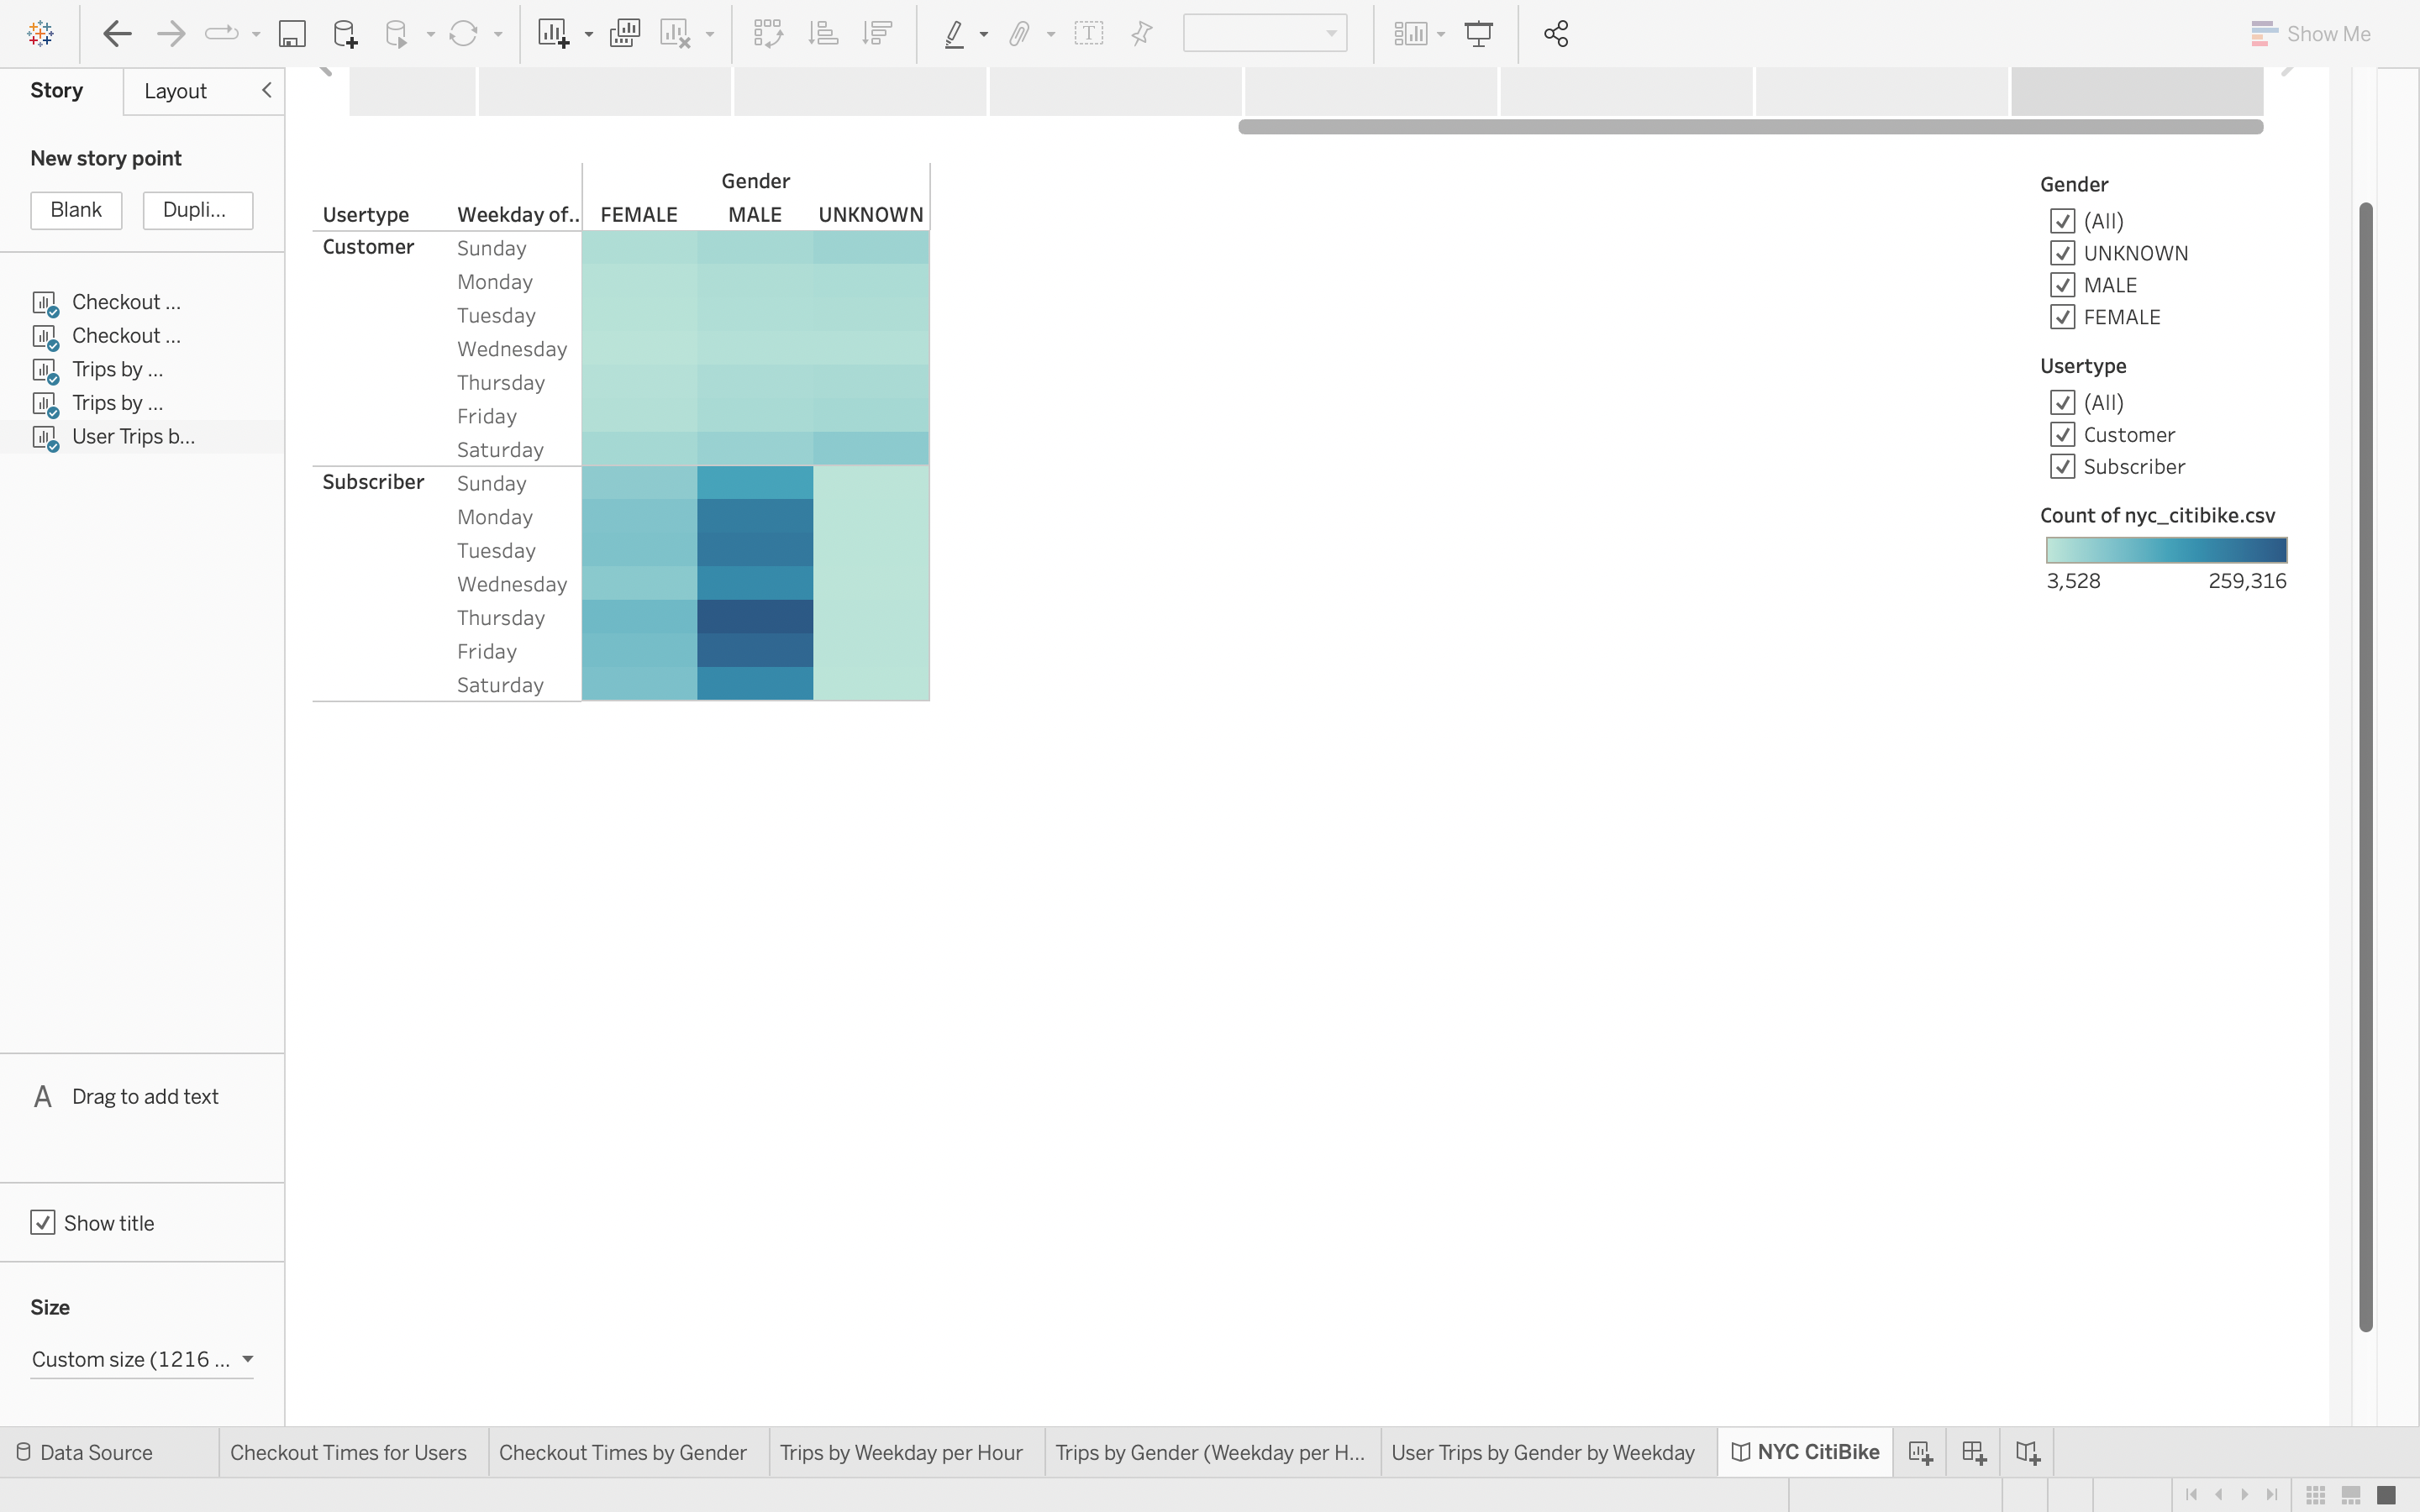 Show Me
Story
Layout
New story point
Blank
Dupli...
Checkout ...
Checkout ...
Trips by ...
Trips by ...
User Trips b...
A Drag to add text
Show title
Size
Custom size (1216 ...
Gender
Usertype Weekday of.. FEMALE MALE UNKNOWN
Customer Sunday
Monday
Tuesday
Wednesday
Thursday
Friday
Saturday
Subscriber Sunday
Monday
Tuesday
Wednesday
Thursday
Friday
Saturday
Gender
(All)
UNKNOWN
MALE
FEMALE
Usertype
(All)
Customer
Subscriber
Count of nyc_citibike.csv
3,528 259,316
Data Source Checkout Times for Users Checkout Times by Gender Trips by Weekday per Hour Trips by Gender (Weekday per H... User Trips by Gender by Weekday NYC CitiBike